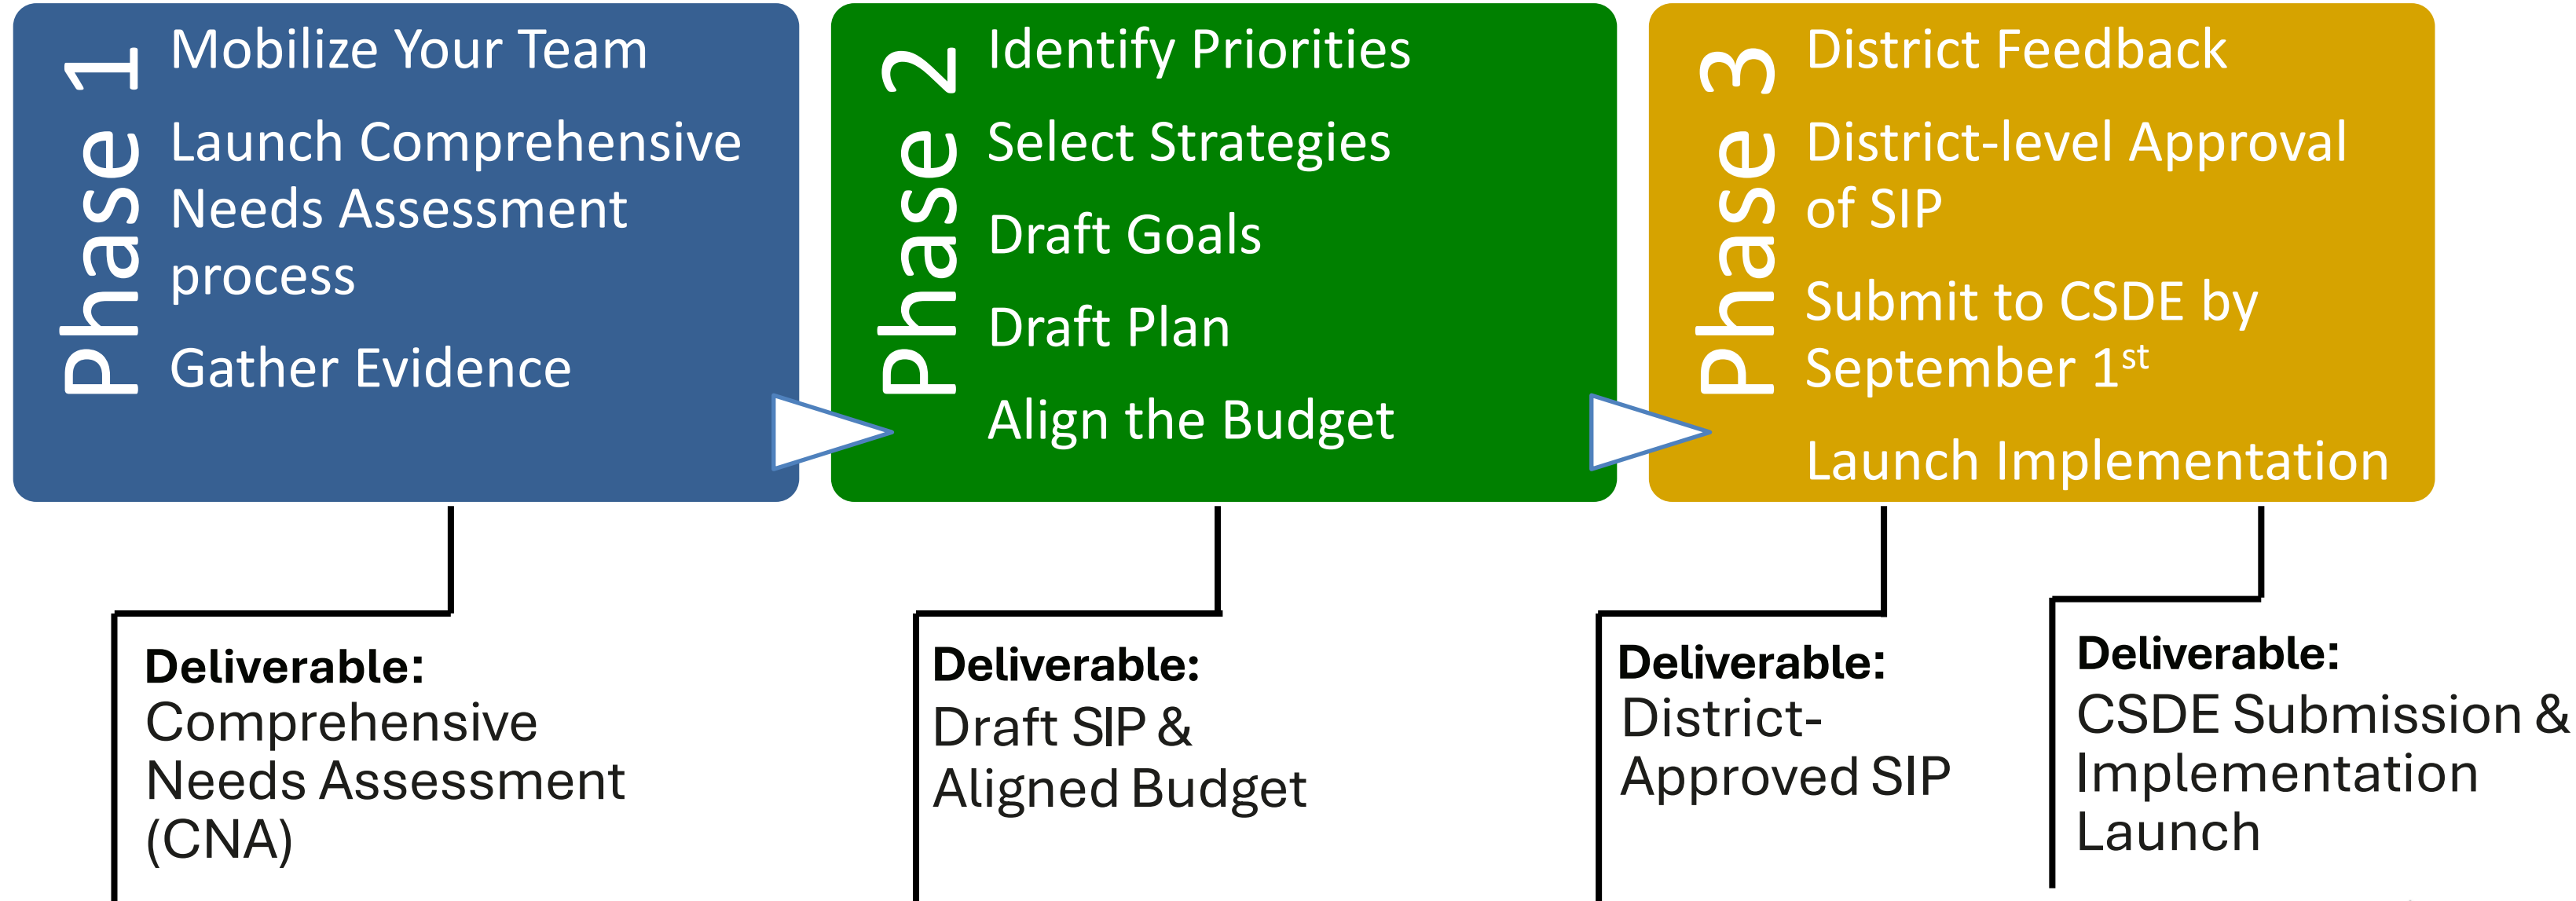 Phase 1
Mobilize Your Team
Launch Comprehensive
Needs Assessment
process
Gather Evidence
Phase 2
Identify Priorities
Select Strategies
Draft Goals
Draft Plan
Align the Budget
Phase 3
District Feedback
District-level Approval
of SIP
Submit to CSDE by
September 1st
Launch Implementation
Deliverable:
Comprehensive
Needs Assessment
(CNA)
Deliverable:
Draft SIP &
Aligned Budget
Deliverable:
District-
Approved SIP
Deliverable:
CSDE Submission &
Implementation
Launch